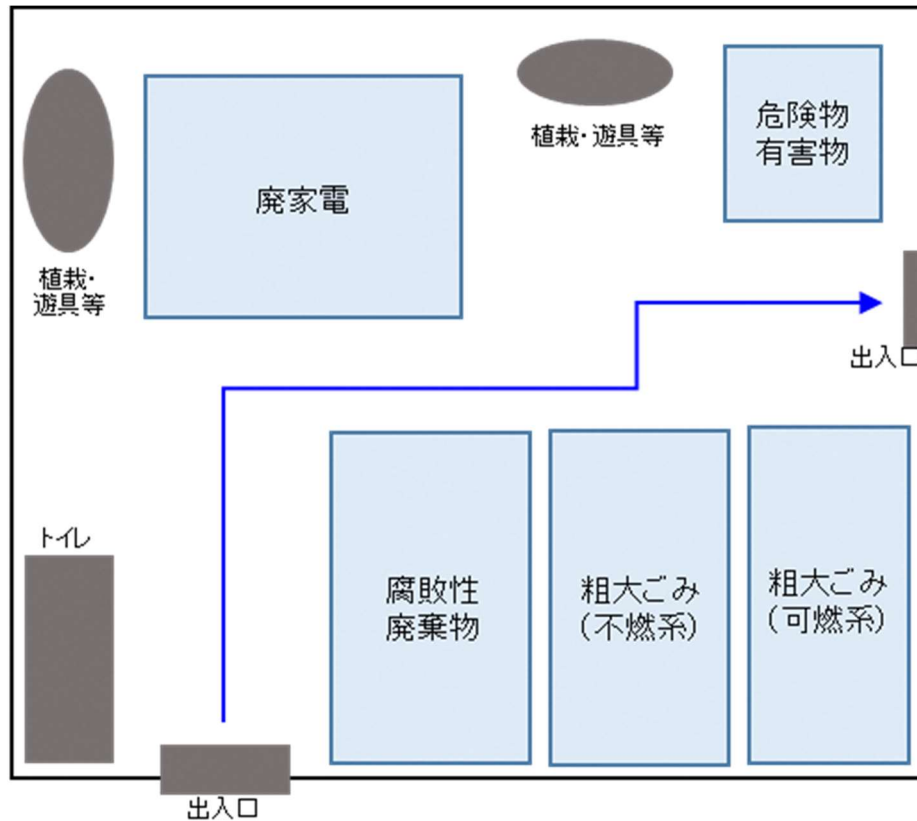 植栽・遊具等
危険物
有害物
廃家電
植栽・
遊具等
出入口
トイレ
腐敗性
廃棄物
粗大ごみ
(不燃系)
粗大ごみ
(可燃系)
出入口